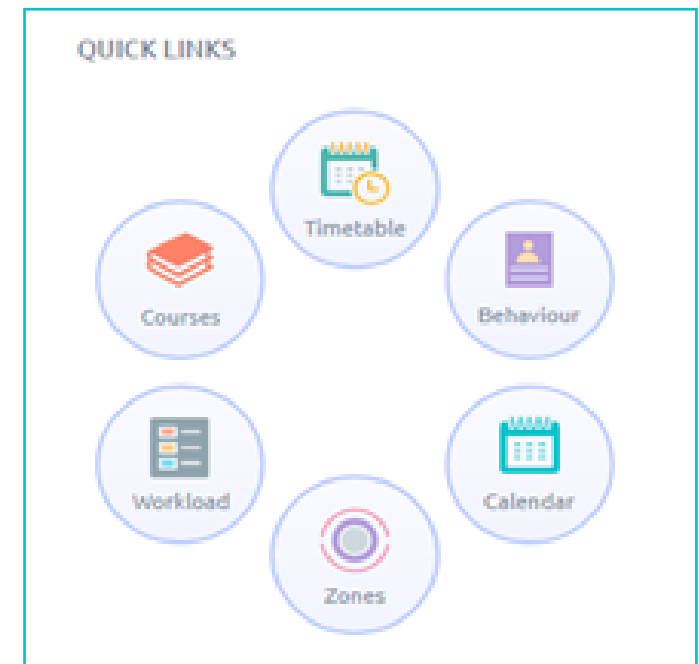 QUICK LINKS
Timetable
Courses
Behaviour
Workload
Calendar
Zones